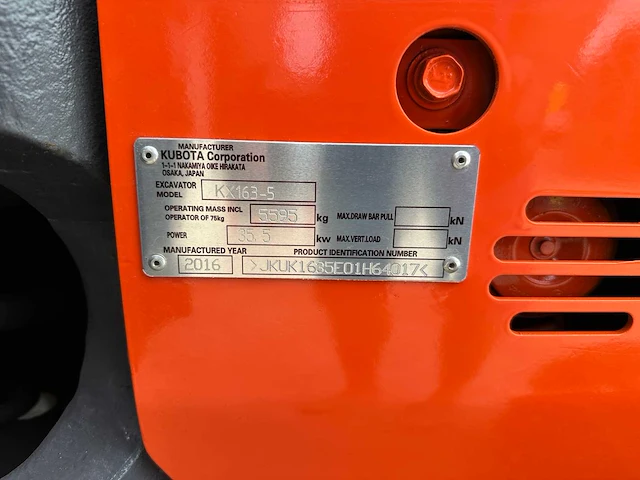 MANUFACTURER
KUBOTA Corporation
1-1-1 NAKAMIYA OIKE HIRAKATA
OSAKA, JAPAN
EXCAVATOR MODEL KX163-5
OPERATING MASS INCL OPERATOR OF 75kg 5595 kg MAX.DRAW BAR PULL kN
POWER 35.5 kw MAX.VERT.LOAD kN
MANUFACTURED YEAR PRODUCT IDENTIFICATION NUMBER
2016 >JKUK1635E01H64017<